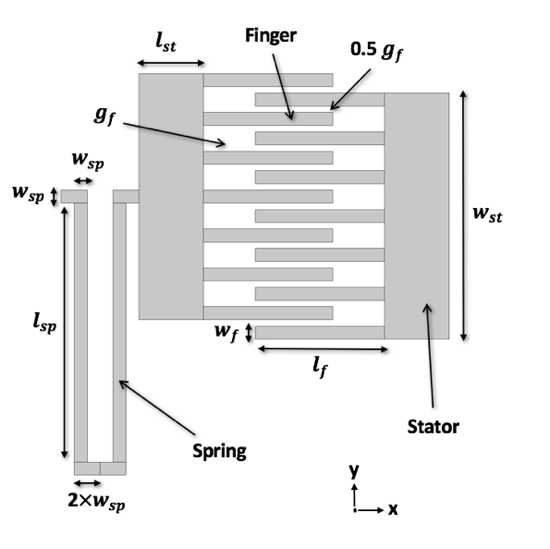 l_st
Finger
0.5 g_f
g_f
w_sp
w_sp
w_st
l_sp
w_f
l_f
Spring
Stator
2×w_sp
y
x